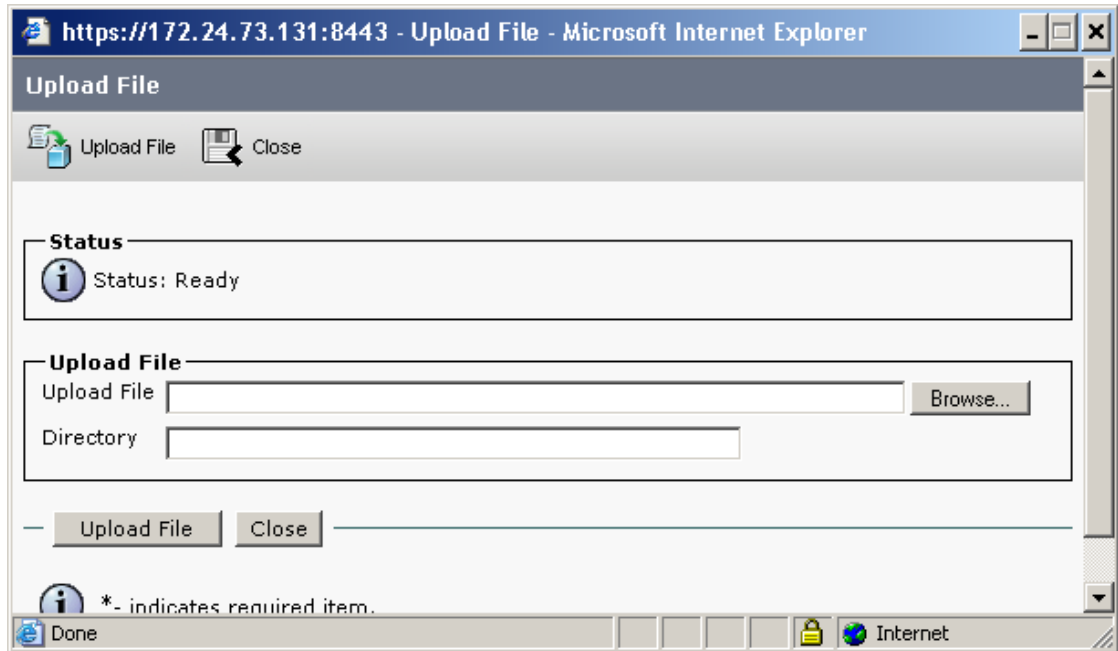 https://172.24.73.131:8443 - Upload File - Microsoft Internet Explorer
Upload File
Upload File Close
Status
Status: Ready
Upload File
Upload File Browse...
Directory
Upload File Close
*- indicates required item.
Done Internet